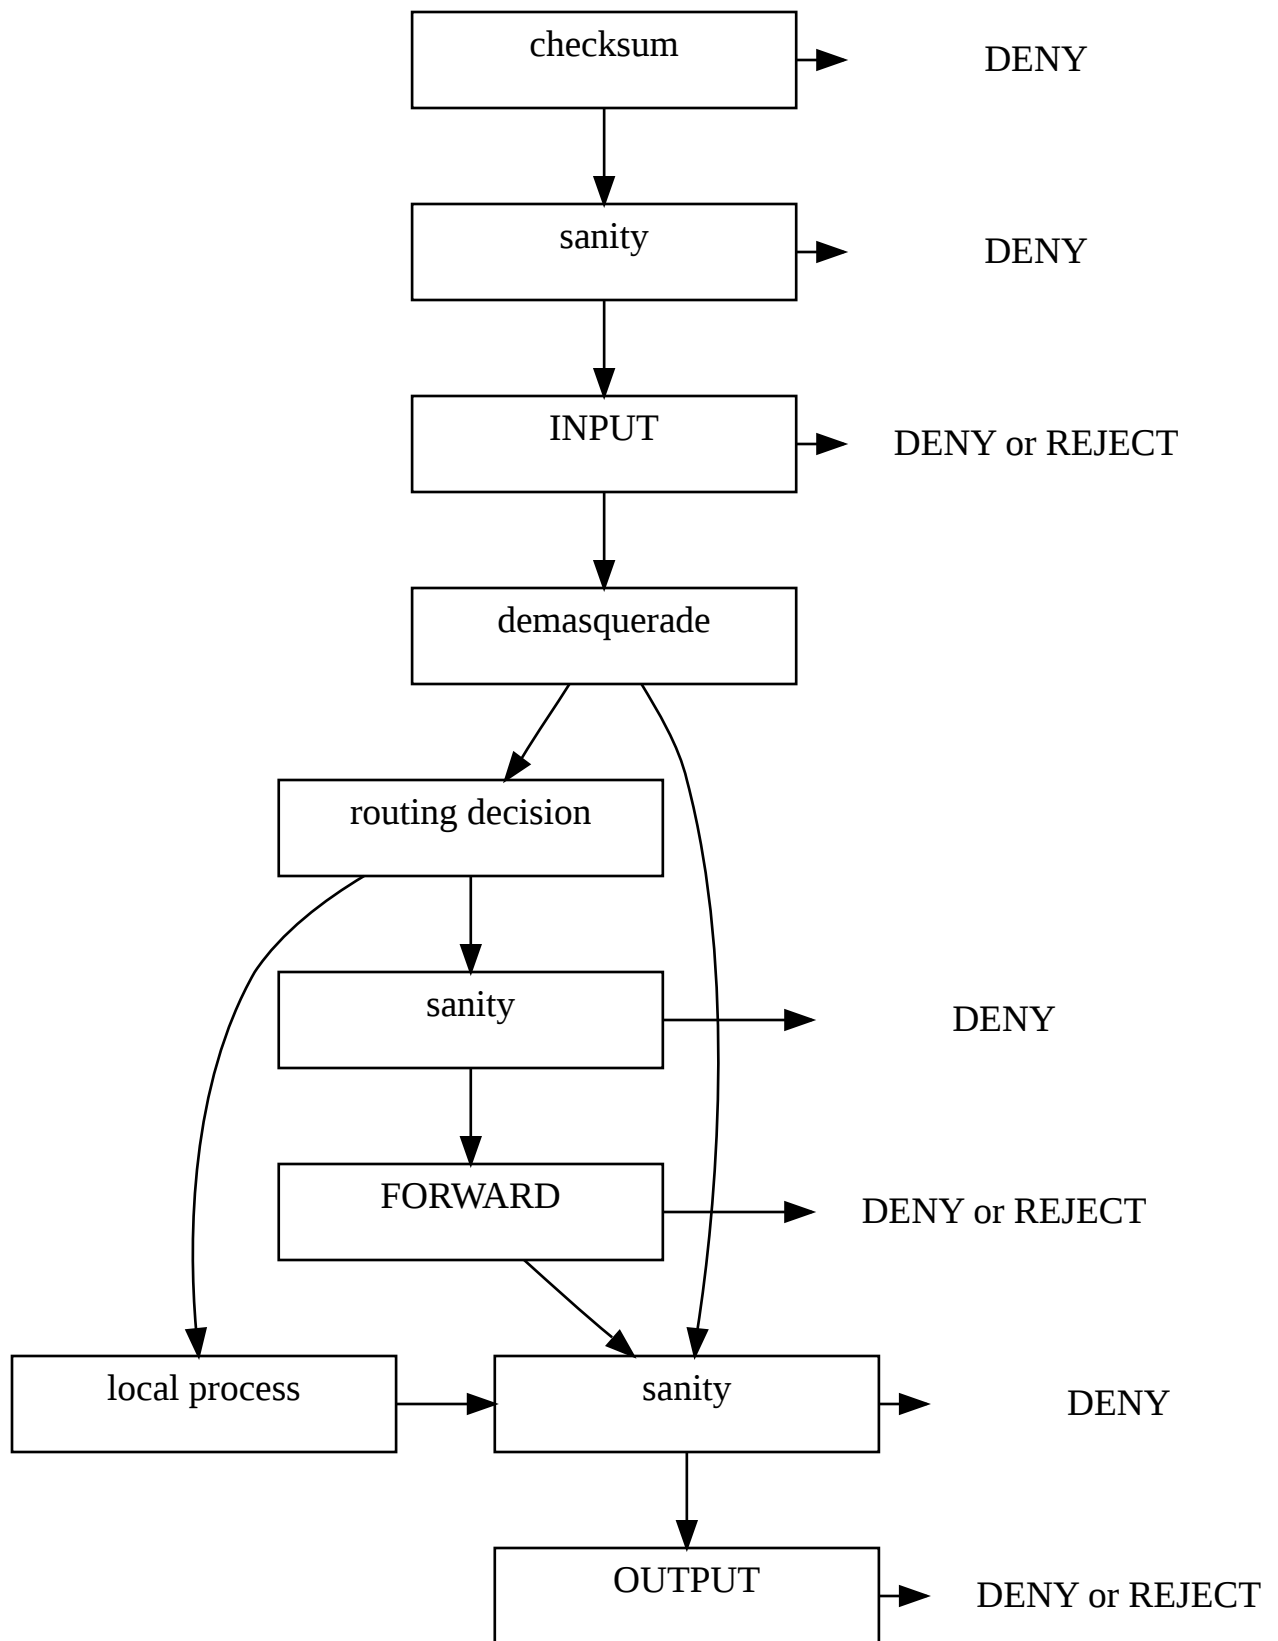 checksum
DENY
sanity
DENY
INPUT
DENY or REJECT
demasquerade
routing decision
sanity
DENY
FORWARD
DENY or REJECT
local process
sanity
DENY
OUTPUT
DENY or REJECT